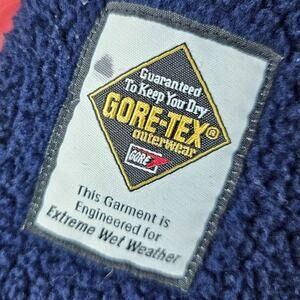 Guaranteed
To Keep You Dry
GORE-TEX®
outerwear
GORE
This Garment is
Engineered for
Extreme Wet Weather